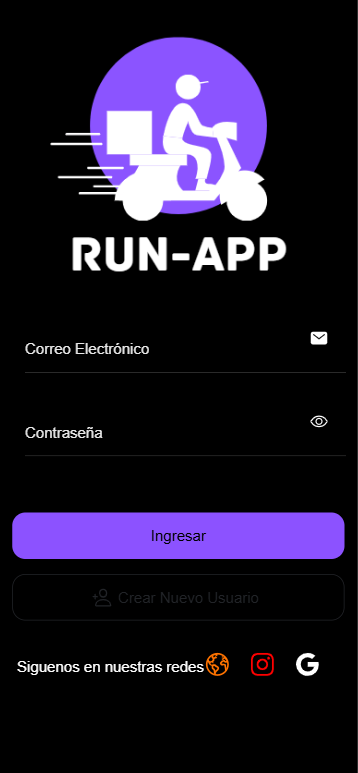 RUN-APP
Correo Electrónico
Contraseña
Ingresar
Crear Nuevo Usuario
Siguenos en nuestras redes